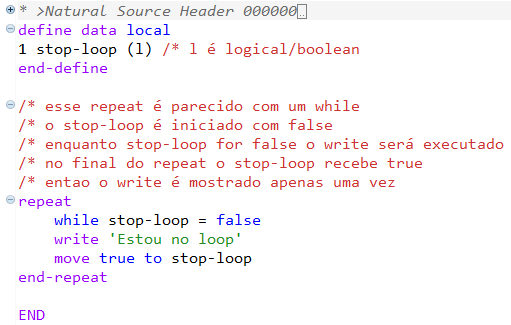 * >Natural Source Header 000000..
define data local
1 stop-loop (l) /* l é logical/boolean
end-define
/* esse repeat é parecido com um while
/* o stop-loop é iniciado com false
/* enquanto stop-loop for false o write será executado
/* no final do repeat o stop-loop recebe true
/* entao o write é mostrado apenas uma vez
repeat
    while stop-loop = false
    write 'Estou no loop'
    move true to stop-loop
end-repeat
END